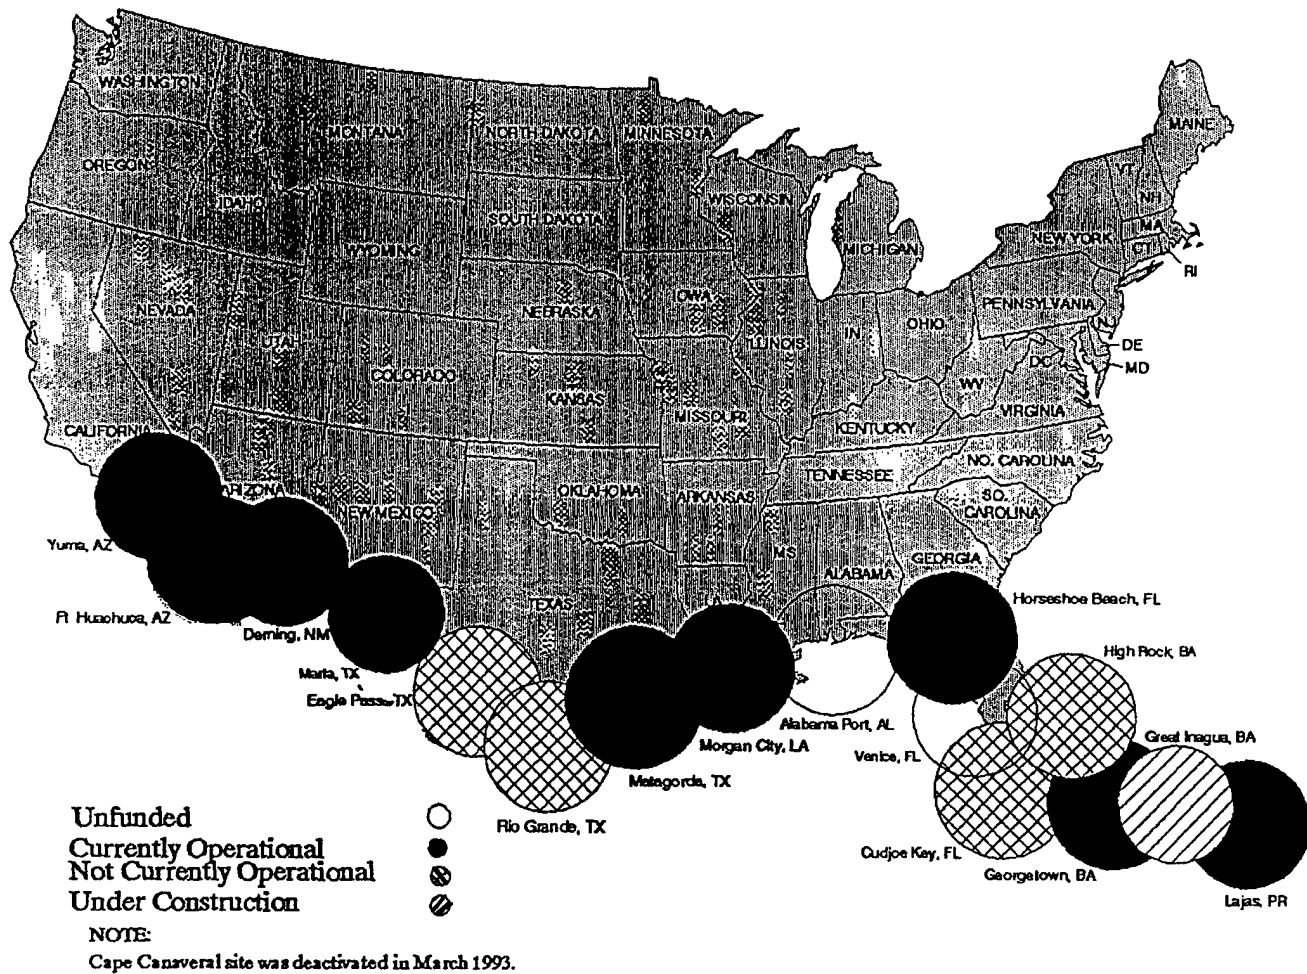 WASHINGTON
OREGON
IDAHO
MONTANA
NORTH DAKOTA
MINNESOTA
WISCONSIN
SOUTH DAKOTA
WYOMING
MICHIGAN
MAINE
VT
NH
MA
CT
RI
NEW YORK
PENNSYLVANIA
NJ
DE
MD
DC
NEVADA
UTAH
COLORADO
NEBRASKA
IOWA
ILLINOIS
IN
OHIO
WV
VIRGINIA
KANSAS
MISSOURI
KENTUCKY
CALIFORNIA
ARIZONA
NEW MEXICO
OKLAHOMA
ARKANSAS
TENNESSEE
NO. CAROLINA
SO.
CAROLINA
MS
ALABAMA
GEORGIA
TEXAS
Yuma, AZ
Ft Huachuca, AZ
Deming, NM
Marfa, TX
Eagle Pass, TX
Rio Grande, TX
Matagorda, TX
Morgan City, LA
Alabama Port, AL
Horseshoe Beach, FL
High Rock, BA
Venice, FL
Great Inagua, BA
Cudjoe Key, FL
Georgetown, BA
Lajas, PR
Unfunded
Currently Operational
Not Currently Operational
Under Construction
NOTE:
Cape Canaveral site was deactivated in March 1993.